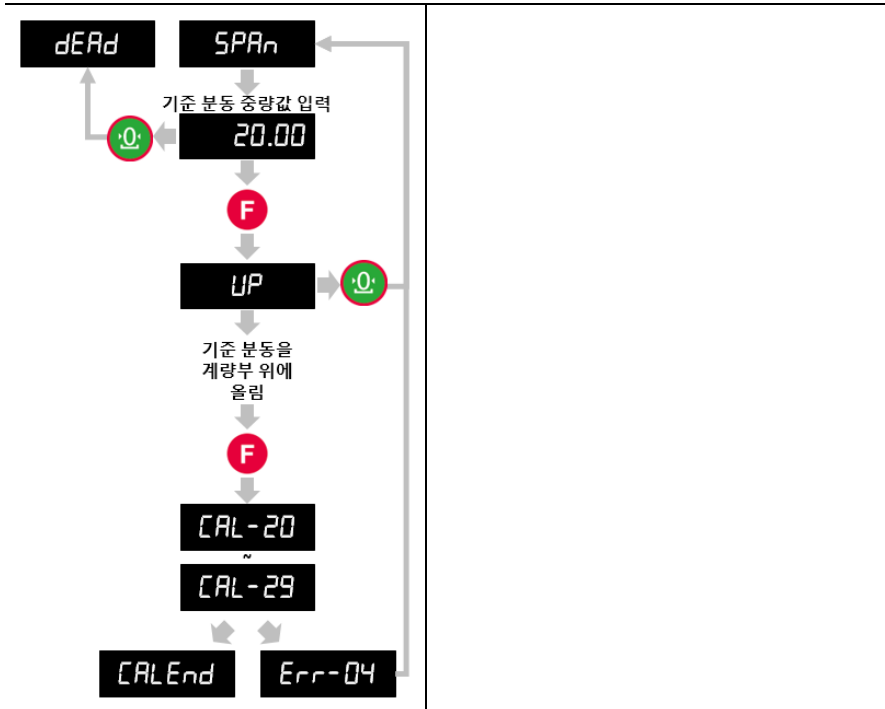 dEAd
SPAn
기준 분동 중량값 입력
0
20.00
F
UP
0
기준 분동을
계량부 위에
올림
F
CAL-20
~
CAL-29
CALEnd
Err-04